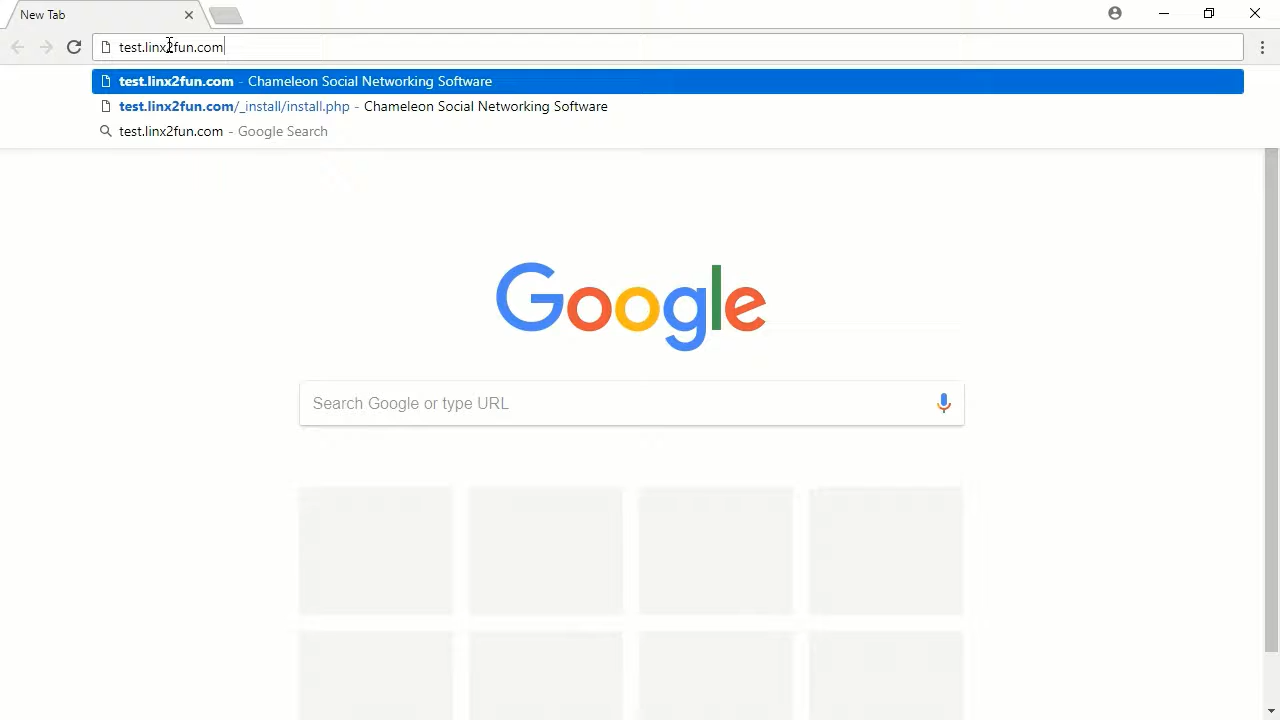 New Tab
test.linx2fun.com
test.linx2fun.com - Chameleon Social Networking Software
test.linx2fun.com/_install/install.php - Chameleon Social Networking Software
test.linx2fun.com - Google Search
Google
Search Google or type URL